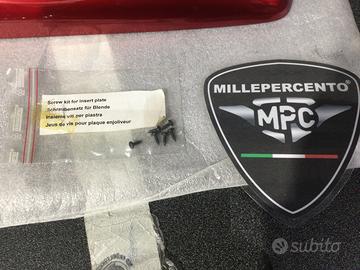 Screw kit for insert plate
Schraubensatz für Blende
Insieme viti per piastra
Jeux de vis pour plaque enjoliveur
MILLEPERCENTO
MPC
subito